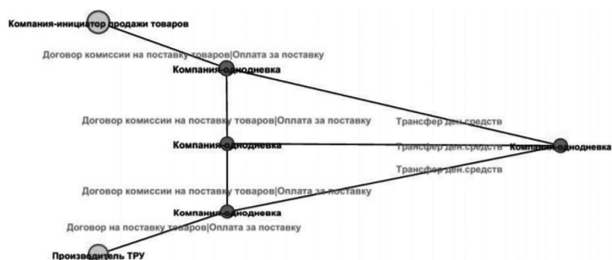 Компания-инициатор продажи товаров
Договор комиссии на поставку товаров|Оплата за поставку
Компания-однодневка
Договор комиссии на поставку товаров|Оплата за поставку
Трансфер ден.средств
Компания-однодневка
Трансфер ден.средств
Компания-однодневка
Трансфер ден.средств
Договор комиссии на поставку товаров|Оплата за поставку
Компания-однодневка
Договор на поставку товаров|Оплата за поставку
Производитель ТРУ